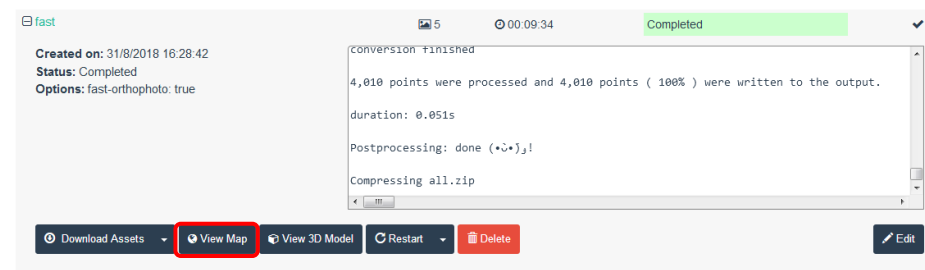 fast 5 00:09:34 Completed
Created on: 31/8/2018 16:28:42
Status: Completed
Options: fast-orthophoto: true
conversion finished
4,010 points were processed and 4,010 points ( 100% ) were written to the output.
duration: 0.051s
Postprocessing: done (•̀ᴗ•́)و!
Compressing all.zip
Download Assets View Map View 3D Model Restart Delete Edit